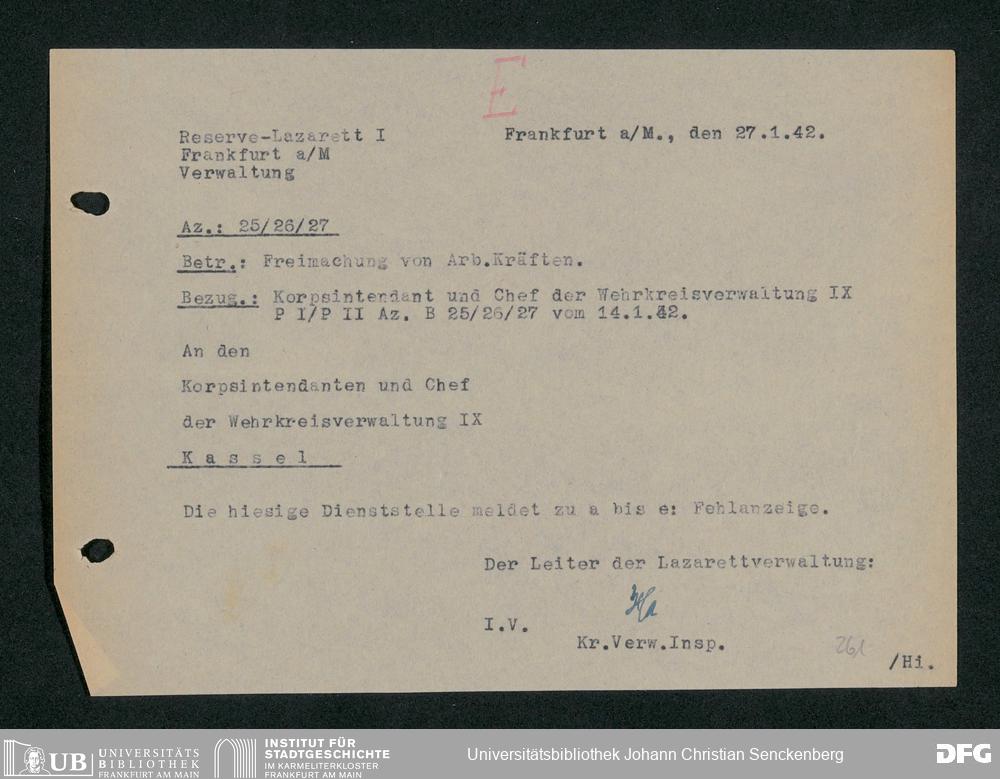 E
Reserve-Lazarett I
Frankfurt a/M., den 27.1.42.
Frankfurt a/M
Verwaltung
Az.: 25/26/27
Betr.: Freimachung von Arb.Kräften.
Bezug.: Korpsintendant und Chef der Wehrkreisverwaltung IX
P I/P II Az. B 25/26/27 vom 14.1.42.
An den
Korpsintendanten und Chef
der Wehrkreisverwaltung IX
K a s s e l
Die hiesige Dienststelle meldet zu a bis e: Fehlanzeige.
Der Leiter der Lazarettverwaltung:
I.V.
Kr.Verw.Insp.
/Hi.
UB UNIVERSITÄTS
BIBLIOTHEK
FRANKFURT AM MAIN
INSTITUT FÜR
STADTGESCHICHTE
IM KARMELITERKLOSTER
FRANKFURT AM MAIN
Universitätsbibliothek Johann Christian Senckenberg
DFG